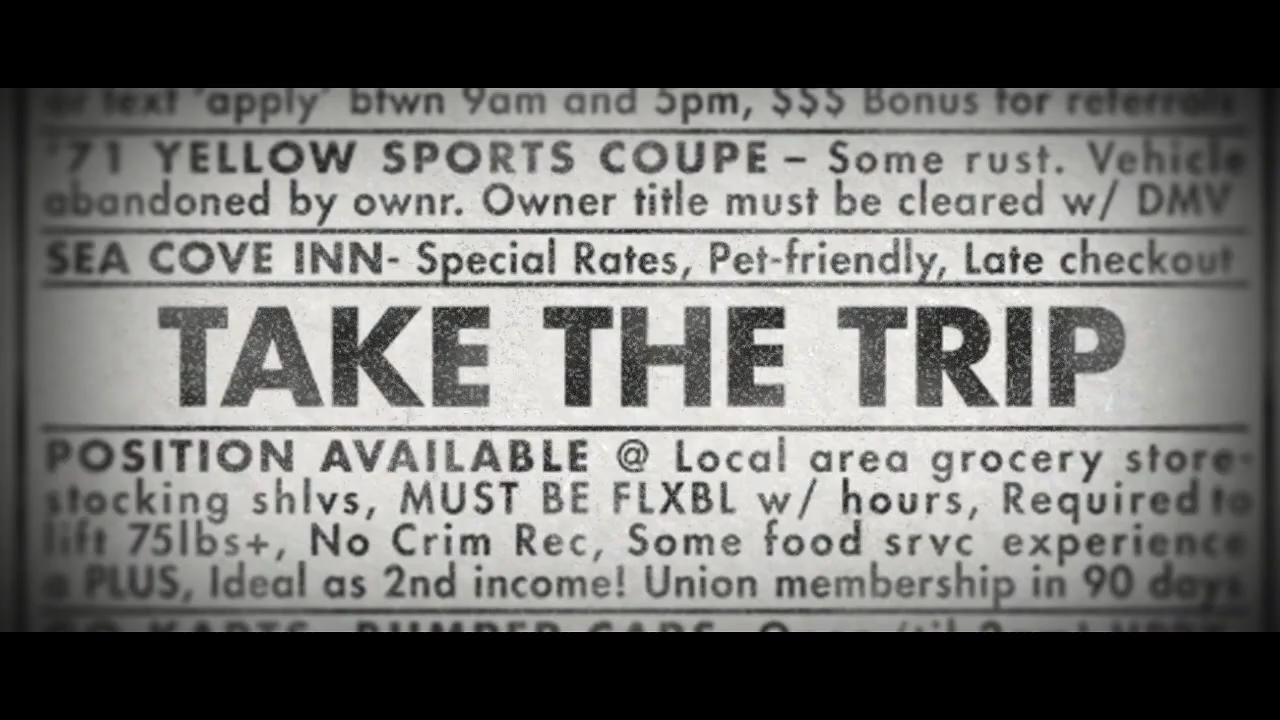 or text 'apply' btwn 9am and 5pm, $$$ Bonus for referrals
'71 YELLOW SPORTS COUPE – Some rust. Vehicle
abandoned by ownr. Owner title must be cleared w/ DMV
SEA COVE INN- Special Rates, Pet-friendly, Late checkout
TAKE THE TRIP
POSITION AVAILABLE @ Local area grocery store-
stocking shlvs, MUST BE FLXBL w/ hours, Required to
lift 75lbs+, No Crim Rec, Some food srvc experience
a PLUS, Ideal as 2nd income! Union membership in 90 days